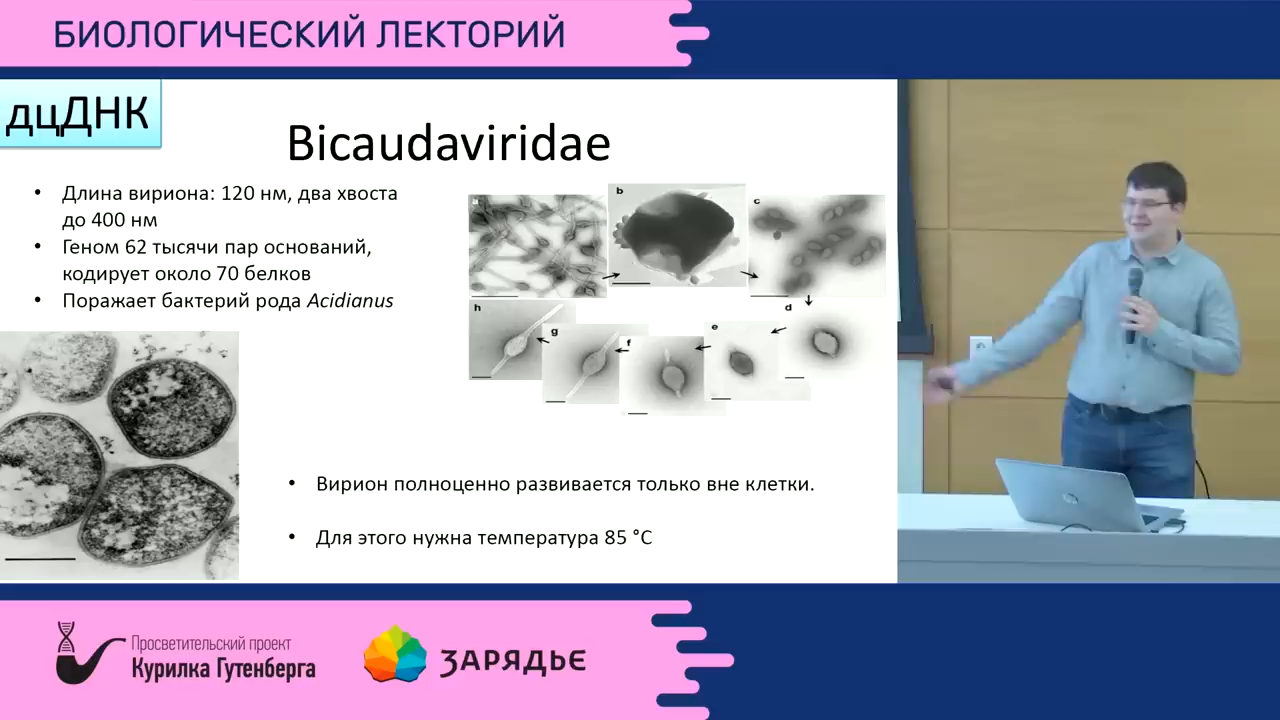 БИОЛОГИЧЕСКИЙ ЛЕКТОРИЙ
дцДНК
Bicaudaviridae
• Длина вириона: 120 нм, два хвоста
до 400 нм
• Геном 62 тысячи пар оснований,
кодирует около 70 белков
• Поражает бактерий рода Acidianus
a
b
c
h
g
f
e
d
• Вирион полноценно развивается только вне клетки.
• Для этого нужна температура 85 °C
hp
Просветительский проект
Курилка Гутенберга
ЗАРЯДЬЕ